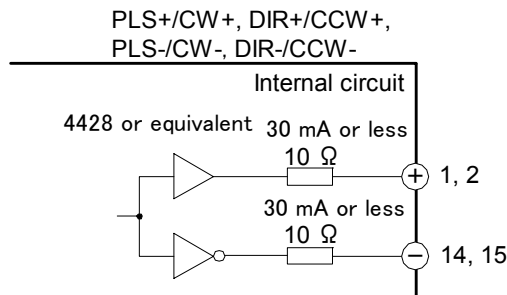 PLS+/CW+, DIR+/CCW+,
PLS-/CW-, DIR-/CCW-
Internal circuit
4428 or equivalent
30 mA or less
10 Ω
+ 1, 2
30 mA or less
10 Ω
− 14, 15